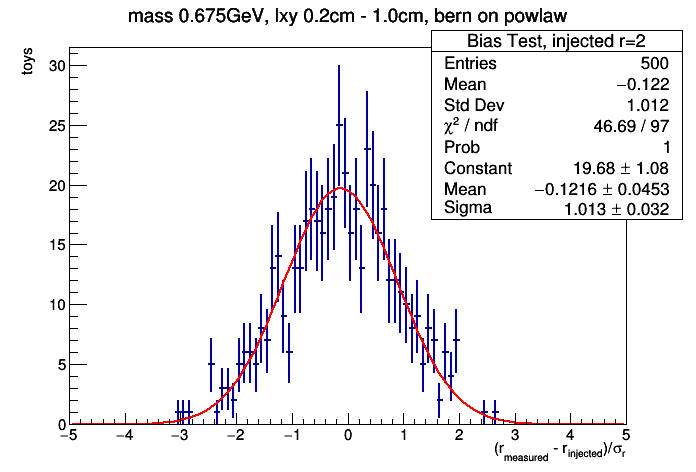 mass 0.675GeV, lxy 0.2cm - 1.0cm, bern on powlaw
Bias Test, injected r=2
Entries 500
Mean −0.122
Std Dev 1.012
χ² / ndf 46.69 / 97
Prob 1
Constant 19.68 ± 1.08
Mean −0.1216 ± 0.0453
Sigma 1.013 ± 0.032
toys
30
25
20
15
10
5
0
−5 −4 −3 −2 −1 0 1 2 3 4 5
(r_measured - r_injected)/σ_r